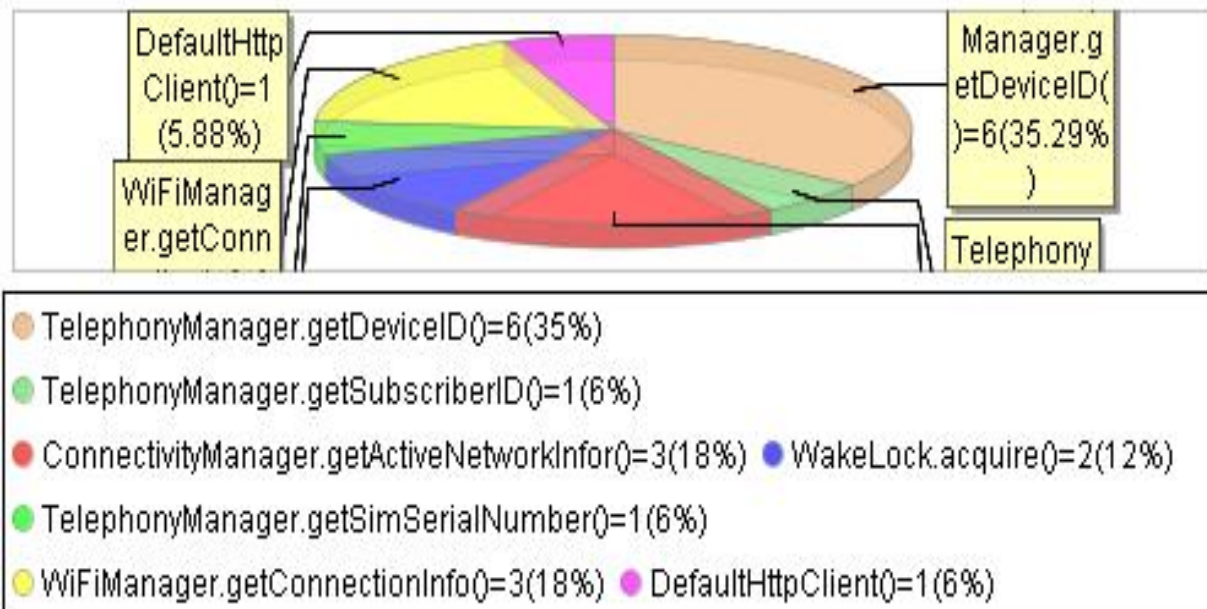 DefaultHttp
Client()=1
(5.88%)
WiFiManag
er.getConn
Manager.g
etDeviceID(
)=6(35.29%
)
Telephony
TelephonyManager.getDeviceID()=6(35%)
TelephonyManager.getSubscriberID()=1(6%)
ConnectivityManager.getActiveNetworkInfor()=3(18%) WakeLock.acquire()=2(12%)
TelephonyManager.getSimSerialNumber()=1(6%)
WiFiManager.getConnectionInfo()=3(18%) DefaultHttpClient()=1(6%)